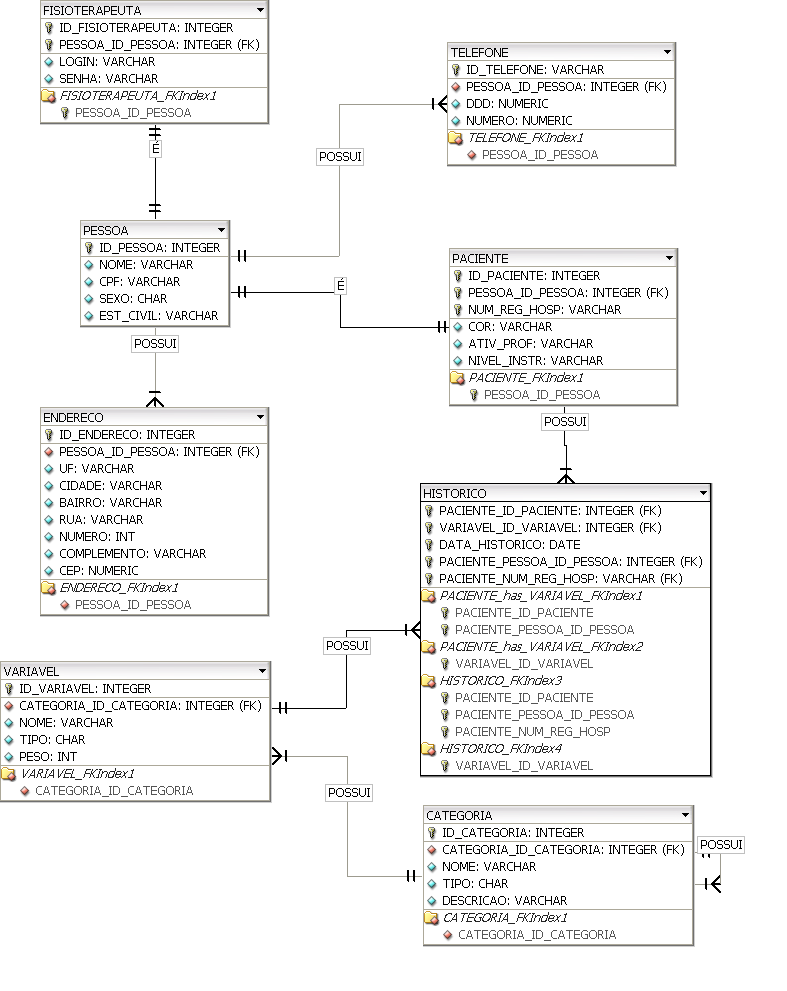 FISIOTERAPEUTA
ID_FISIOTERAPEUTA: INTEGER
PESSOA_ID_PESSOA: INTEGER (FK)
LOGIN: VARCHAR
SENHA: VARCHAR
FISIOTERAPEUTA_FKIndex1
PESSOA_ID_PESSOA
É
TELEFONE
ID_TELEFONE: VARCHAR
PESSOA_ID_PESSOA: INTEGER (FK)
DDD: NUMERIC
NUMERO: NUMERIC
TELEFONE_FKIndex1
PESSOA_ID_PESSOA
POSSUI
PESSOA
ID_PESSOA: INTEGER
NOME: VARCHAR
CPF: VARCHAR
SEXO: CHAR
EST_CIVIL: VARCHAR
É
PACIENTE
ID_PACIENTE: INTEGER
PESSOA_ID_PESSOA: INTEGER (FK)
NUM_REG_HOSP: VARCHAR
COR: VARCHAR
ATIV_PROF: VARCHAR
NIVEL_INSTR: VARCHAR
PACIENTE_FKIndex1
PESSOA_ID_PESSOA
POSSUI
POSSUI
ENDERECO
ID_ENDERECO: INTEGER
PESSOA_ID_PESSOA: INTEGER (FK)
UF: VARCHAR
CIDADE: VARCHAR
BAIRRO: VARCHAR
RUA: VARCHAR
NUMERO: INT
COMPLEMENTO: VARCHAR
CEP: NUMERIC
ENDERECO_FKIndex1
PESSOA_ID_PESSOA
HISTORICO
PACIENTE_ID_PACIENTE: INTEGER (FK)
VARIAVEL_ID_VARIAVEL: INTEGER (FK)
DATA_HISTORICO: DATE
PACIENTE_PESSOA_ID_PESSOA: INTEGER (FK)
PACIENTE_NUM_REG_HOSP: VARCHAR (FK)
PACIENTE_has_VARIAVEL_FKIndex1
PACIENTE_ID_PACIENTE
PACIENTE_PESSOA_ID_PESSOA
PACIENTE_has_VARIAVEL_FKIndex2
VARIAVEL_ID_VARIAVEL
HISTORICO_FKIndex3
PACIENTE_ID_PACIENTE
PACIENTE_PESSOA_ID_PESSOA
PACIENTE_NUM_REG_HOSP
HISTORICO_FKIndex4
VARIAVEL_ID_VARIAVEL
POSSUI
VARIAVEL
ID_VARIAVEL: INTEGER
CATEGORIA_ID_CATEGORIA: INTEGER (FK)
NOME: VARCHAR
TIPO: CHAR
PESO: INT
VARIAVEL_FKIndex1
CATEGORIA_ID_CATEGORIA
POSSUI
CATEGORIA
ID_CATEGORIA: INTEGER
CATEGORIA_ID_CATEGORIA: INTEGER (FK)
NOME: VARCHAR
TIPO: CHAR
DESCRICAO: VARCHAR
CATEGORIA_FKIndex1
CATEGORIA_ID_CATEGORIA
POSSUI